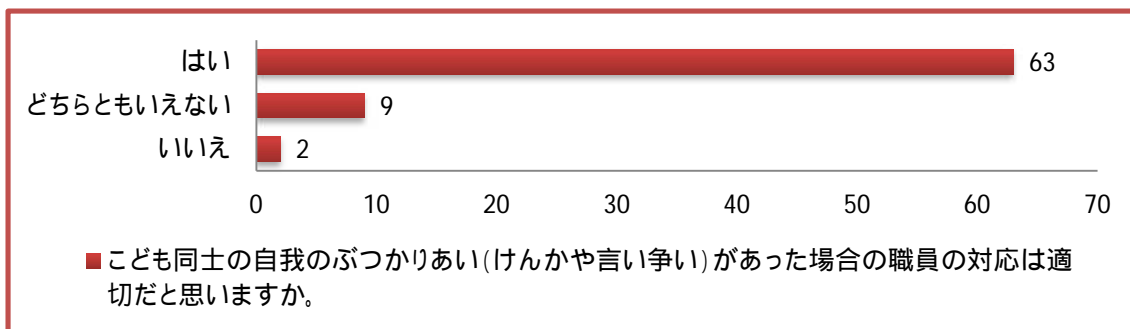 はい 63
どちらともいえない 9
いいえ 2
0 10 20 30 40 50 60 70
こども同士の自我のぶつかりあい(けんかや言い争い)があった場合の職員の対応は適
切だと思いますか。